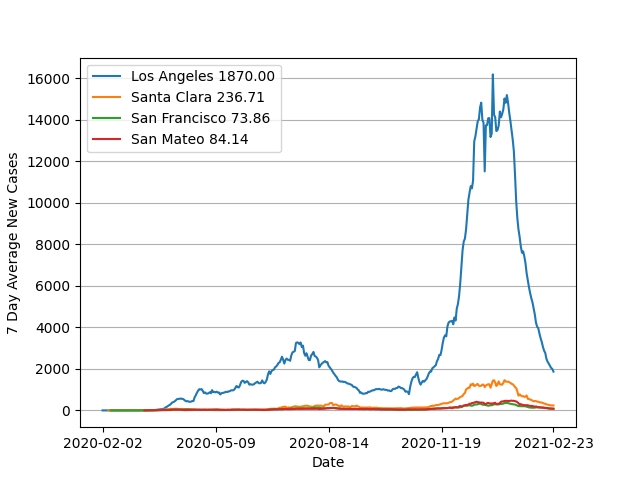 Los Angeles 1870.00
Santa Clara 236.71
San Francisco 73.86
San Mateo 84.14
7 Day Average New Cases
16000
14000
12000
10000
8000
6000
4000
2000
0
2020-02-02 2020-05-09 2020-08-14 2020-11-19 2021-02-23
Date